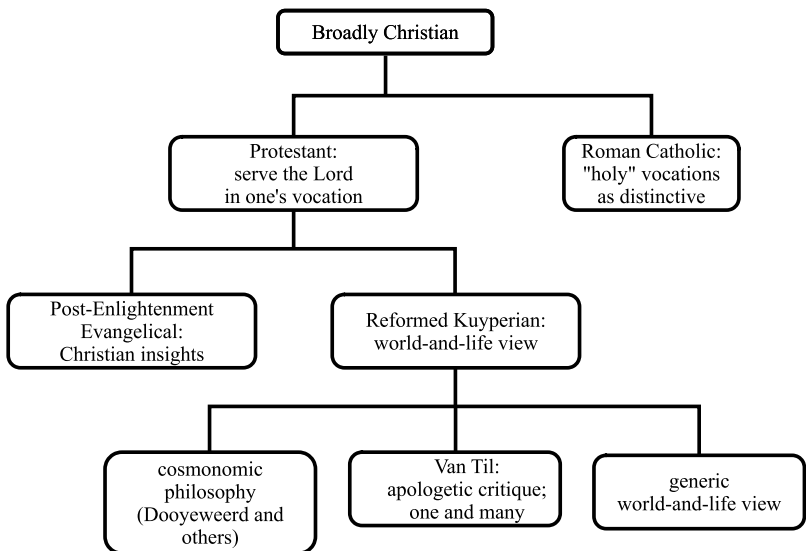 Broadly Christian
Protestant:
serve the Lord
in one's vocation
Roman Catholic:
"holy" vocations
as distinctive
Post-Enlightenment
Evangelical:
Christian insights
Reformed Kuyperian:
world-and-life view
cosmonomic
philosophy
(Dooyeweerd and
others)
Van Til:
apologetic critique;
one and many
generic
world-and-life view